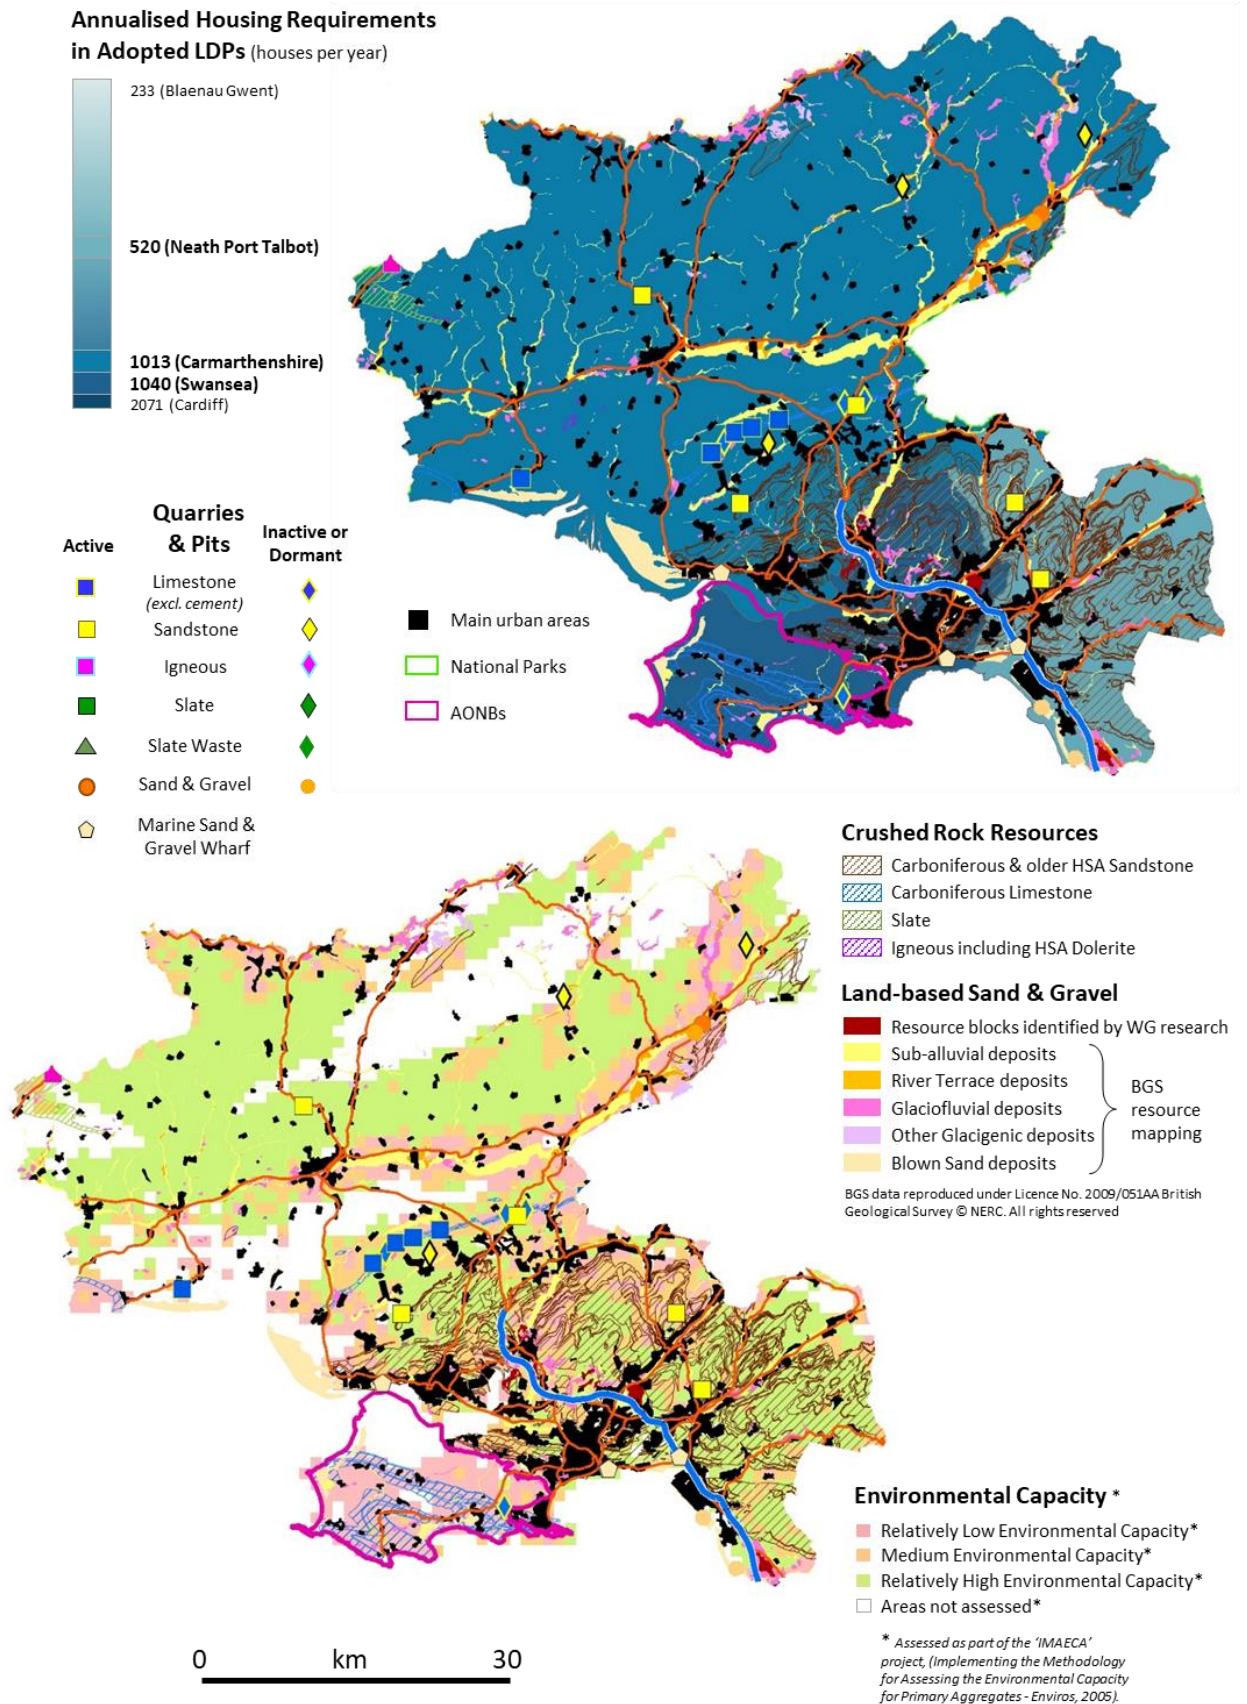 Annualised Housing Requirements
in Adopted LDPs (houses per year)
233 (Blaenau Gwent)
520 (Neath Port Talbot)
1013 (Carmarthenshire)
1040 (Swansea)
2071 (Cardiff)
Active
Quarries
& Pits
Inactive or
Dormant
Limestone
(excl. cement)
Sandstone
Igneous
Slate
Slate Waste
Sand & Gravel
Marine Sand &
Gravel Wharf
Main urban areas
National Parks
AONBs
Crushed Rock Resources
Carboniferous & older HSA Sandstone
Carboniferous Limestone
Slate
Igneous including HSA Dolerite
Land-based Sand & Gravel
Resource blocks identified by WG research
Sub-alluvial deposits
River Terrace deposits
Glaciofluvial deposits
Other Glacigenic deposits
Blown Sand deposits
BGS
resource
mapping
BGS data reproduced under Licence No. 2009/051AA British
Geological Survey © NERC. All rights reserved
Environmental Capacity *
Relatively Low Environmental Capacity*
Medium Environmental Capacity*
Relatively High Environmental Capacity*
Areas not assessed*
* Assessed as part of the ‘IMAECA’
project, (Implementing the Methodology
for Assessing the Environmental Capacity
for Primary Aggregates - Enviros, 2005).
0 km 30